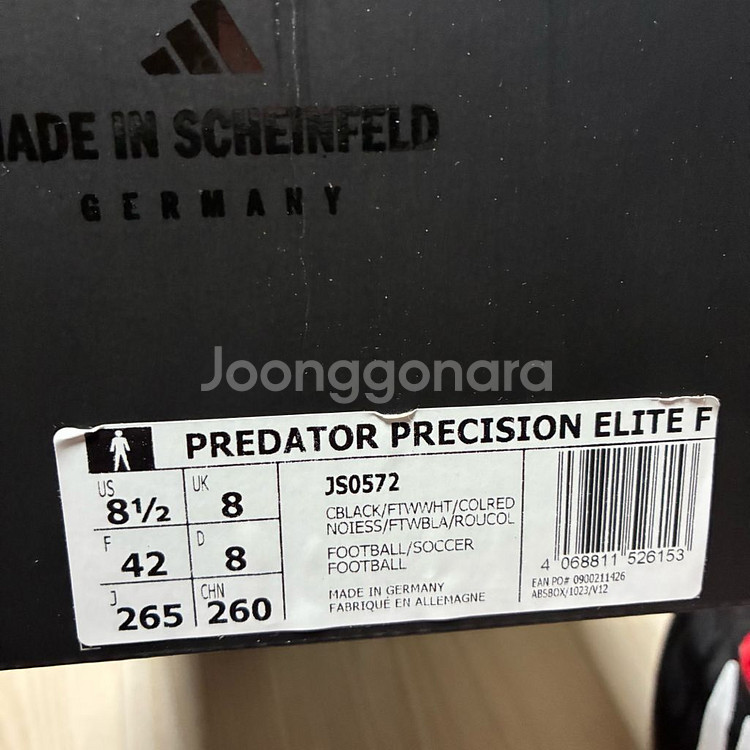 MADE IN SCHEINFELD
GERMANY
Joonggonara
PREDATOR PRECISION ELITE F
US 8½ UK 8
F 42 D 8
J 265 CHN 260
JS0572
CBLACK/FTWWHT/COLRED
NOIESS/FTWBLA/ROUCOL
FOOTBALL/SOCCER
FOOTBALL
MADE IN GERMANY
FABRIQUÉ EN ALLEMAGNE
4 068811 526153
EAN PO# 0900211426
ABSBOX/1023/V12